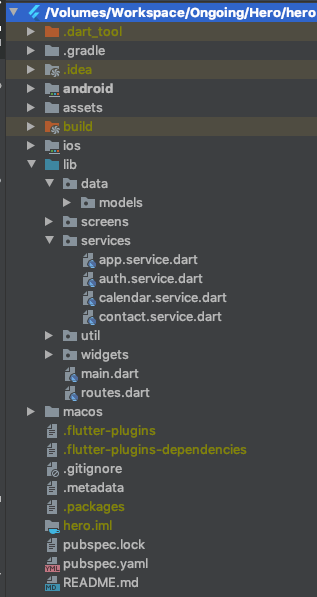 /Volumes/Workspace/Ongoing/Hero/hero
.dart_tool
.gradle
.idea
android
assets
build
ios
lib
data
models
screens
services
app.service.dart
auth.service.dart
calendar.service.dart
contact.service.dart
util
widgets
main.dart
routes.dart
macos
.flutter-plugins
.flutter-plugins-dependencies
.gitignore
.metadata
.packages
hero.iml
pubspec.lock
pubspec.yaml
README.md